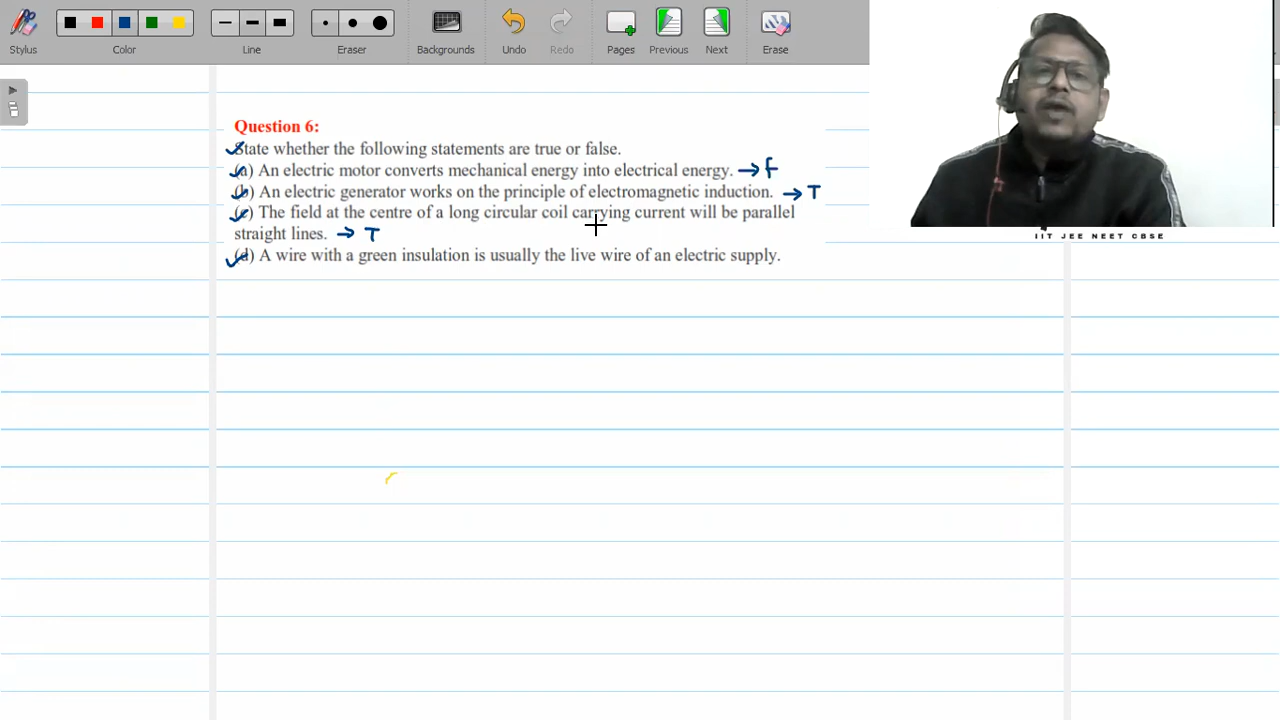 Stylus
Color
Line
Eraser
Backgrounds
Undo
Redo
Pages
Previous
Next
Erase
Question 6:
State whether the following statements are true or false.
(a) An electric motor converts mechanical energy into electrical energy. → F
(b) An electric generator works on the principle of electromagnetic induction. → T
(c) The field at the centre of a long circular coil carrying current will be parallel
straight lines. → T
(d) A wire with a green insulation is usually the live wire of an electric supply.
IIT JEE NEET CBSE